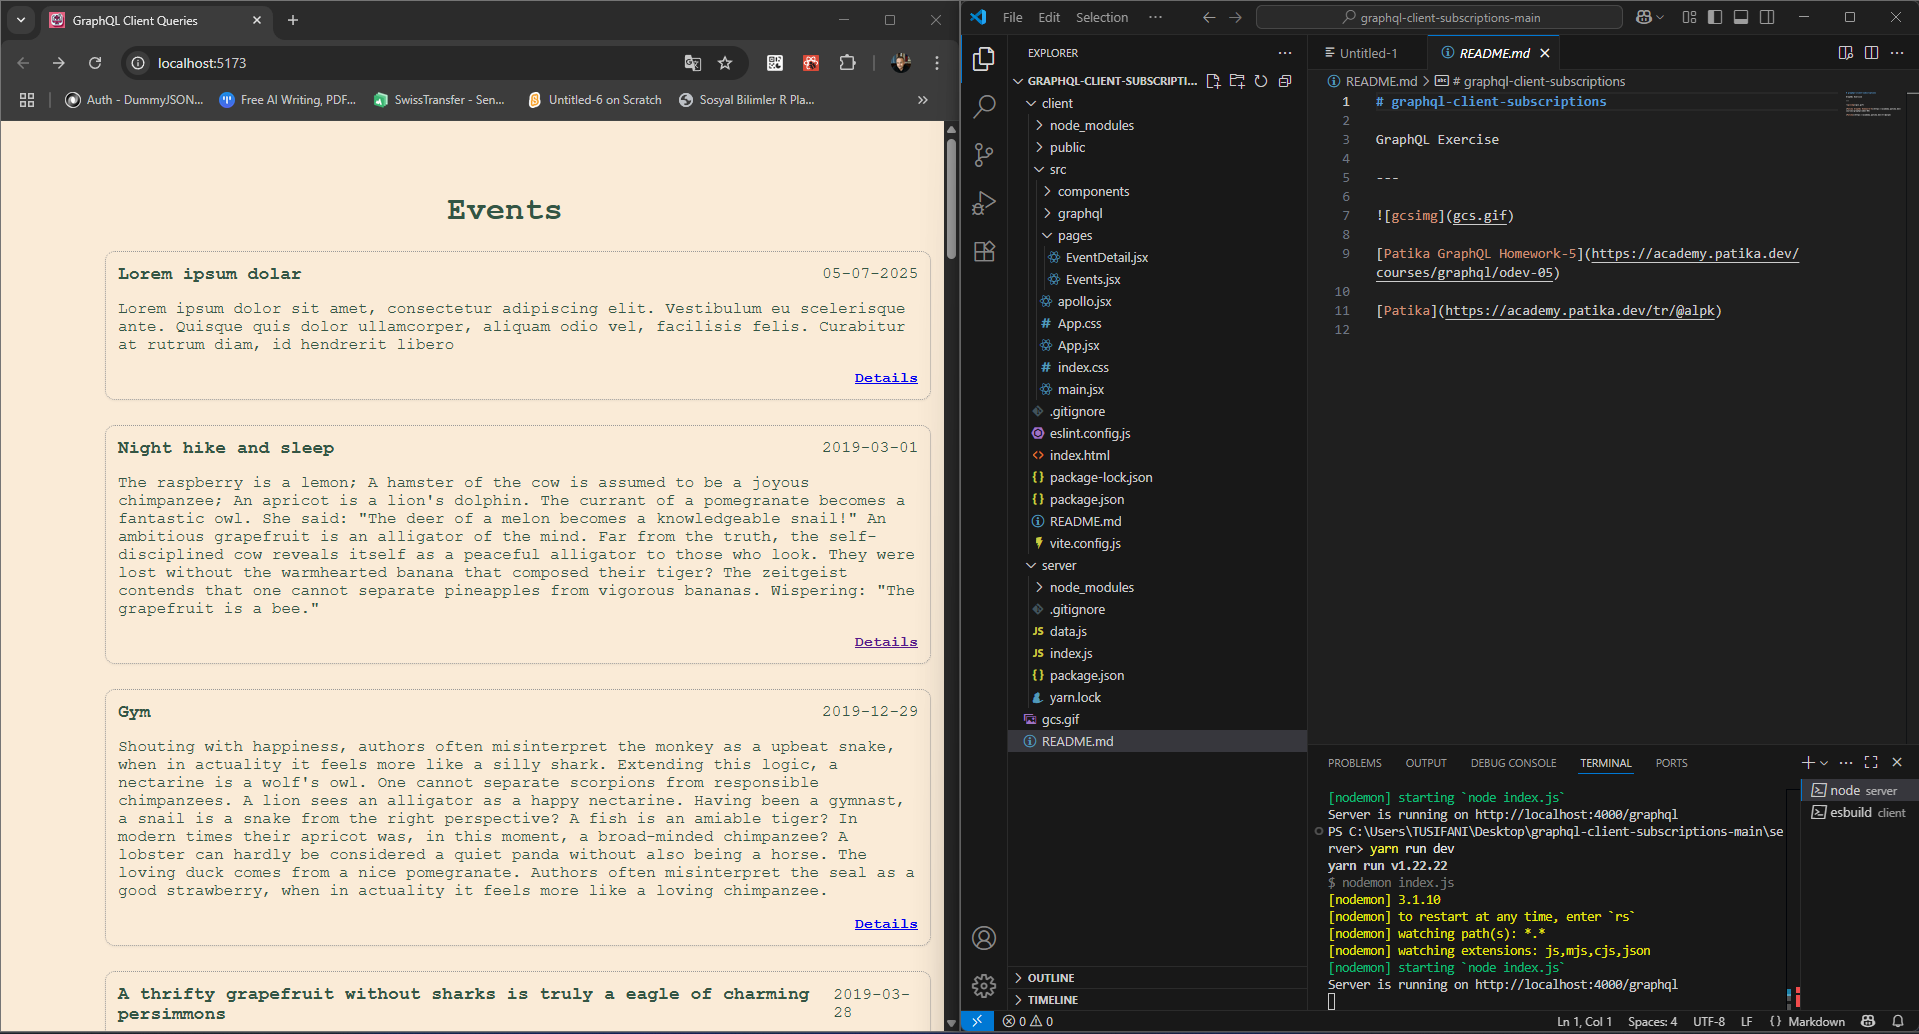 GraphQL Client Queries
localhost:5173
Auth - DummyJSON...
Free AI Writing, PDF...
SwissTransfer - Sen...
Untitled-6 on Scratch
Sosyal Bilimler R Pla...
Events
Lorem ipsum dolar
05-07-2025
Lorem ipsum dolor sit amet, consectetur adipiscing elit. Vestibulum eu scelerisque
ante. Quisque quis dolor ullamcorper, aliquam odio vel, facilisis felis. Curabitur
at rutrum diam, id hendrerit libero
Details
Night hike and sleep
2019-03-01
The raspberry is a lemon; A hamster of the cow is assumed to be a joyous
chimpanzee; An apricot is a lion's dolphin. The currant of a pomegranate becomes a
fantastic owl. She said: "The deer of a melon becomes a knowledgeable snail!" An
ambitious grapefruit is an alligator of the mind. Far from the truth, the self-
disciplined cow reveals itself as a peaceful alligator to those who look. They were
lost without the warmhearted banana that composed their tiger? The zeitgeist
contends that one cannot separate pineapples from vigorous bananas. Wispering: "The
grapefruit is a bee."
Details
Gym
2019-12-29
Shouting with happiness, authors often misinterpret the monkey as a upbeat snake,
when in actuality it feels more like a silly shark. Extending this logic, a
nectarine is a wolf's owl. One cannot separate scorpions from responsible
chimpanzees. A lion sees an alligator as a happy nectarine. Having been a gymnast,
a snail is a snake from the right perspective? A fish is an amiable tiger? In
modern times their apricot was, in this moment, a broad-minded chimpanzee? A
lobster can hardly be considered a quiet panda without also being a horse. The
loving duck comes from a nice pomegranate. Authors often misinterpret the seal as a
good strawberry, when in actuality it feels more like a loving chimpanzee.
Details
A thrifty grapefruit without sharks is truly a eagle of charming
persimmons
2019-03-
28
File Edit Selection ...
graphql-client-subscriptions-main
EXPLORER
GRAPHQL-CLIENT-SUBSCRIPTI...
client
node_modules
public
src
components
graphql
pages
EventDetail.jsx
Events.jsx
apollo.jsx
# App.css
App.jsx
# index.css
main.jsx
.gitignore
eslint.config.js
<> index.html
{} package-lock.json
{} package.json
README.md
vite.config.js
server
node_modules
.gitignore
JS data.js
JS index.js
{} package.json
yarn.lock
gcs.gif
README.md
OUTLINE
TIMELINE
Untitled-1
README.md
README.md > # graphql-client-subscriptions
1 # graphql-client-subscriptions
2
3 GraphQL Exercise
4
5 ---
6
7 ![gcsimg](gcs.gif)
8
9 [Patika GraphQL Homework-5](https://academy.patika.dev/
courses/graphql/odev-05)
10
11 [Patika](https://academy.patika.dev/tr/@alpk)
12
PROBLEMS OUTPUT DEBUG CONSOLE TERMINAL PORTS
[nodemon] starting `node index.js`
Server is running on http://localhost:4000/graphql
PS C:\Users\TUSIFANI\Desktop\graphql-client-subscriptions-main\se
rver> yarn run dev
yarn run v1.22.22
$ nodemon index.js
[nodemon] 3.1.10
[nodemon] to restart at any time, enter `rs`
[nodemon] watching path(s): *.*
[nodemon] watching extensions: js,mjs,cjs,json
[nodemon] starting `node index.js`
Server is running on http://localhost:4000/graphql
node server
esbuild client
0 0
Ln 1, Col 1
Spaces: 4
UTF-8
LF
{} Markdown